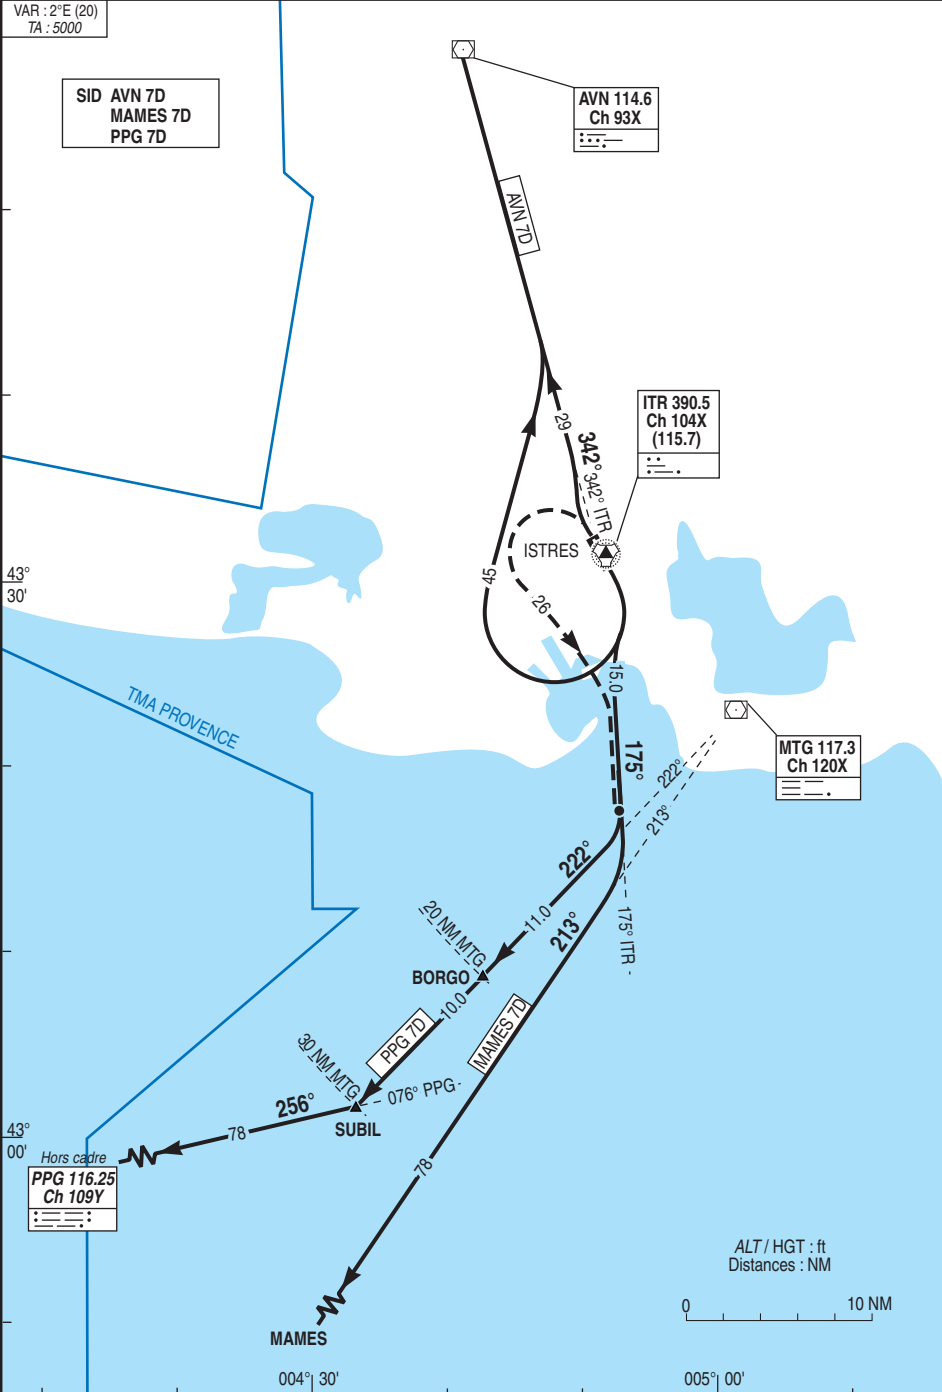 VAR : 2°E (20)
TA : 5000
SID AVN 7D
MAMES 7D
PPG 7D
AVN 114.6
Ch 93X
AVN 7D
ITR 390.5
Ch 104X
(115.7)
29
342°
342° ITR
ISTRES
45
26
43°
30'
15.0
TMA PROVENCE
175°
MTG 117.3
Ch 120X
222°
213°
222°
11.0
213°
175° ITR
20 NM MTG
BORGO
10.0
PPG 7D
MAMES 7D
30 NM MTG
076° PPG
256°
SUBIL
78
43°
00'
Hors cadre
PPG 116.25
Ch 109Y
78
ALT / HGT : ft
Distances : NM
0
10 NM
MAMES
004° 30'
005° 00'